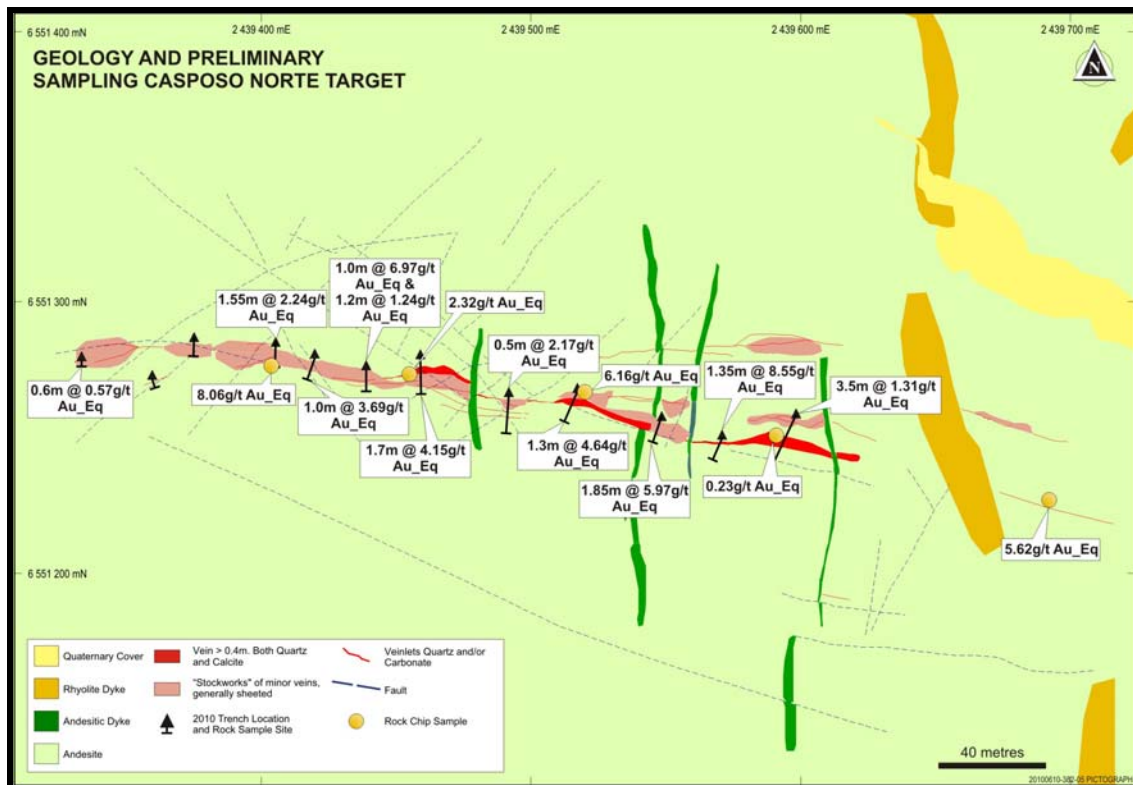 2 439 400 mE
2 439 500 mE
2 439 600 mE
2 439 700 mE
6 551 400 mN
GEOLOGY AND PRELIMINARY
SAMPLING CASPOSO NORTE TARGET
N
6 551 300 mN
1.0m @ 6.97g/t
Au_Eq &
1.2m @ 1.24g/t
Au_Eq
1.55m @ 2.24g/t
Au_Eq
2.32g/t Au_Eq
0.5m @ 2.17g/t
Au_Eq
6.16g/t Au_Eq
1.35m @ 8.55g/t
Au_Eq
3.5m @ 1.31g/t
Au_Eq
0.6m @ 0.57g/t
Au_Eq
8.06g/t Au_Eq
1.0m @ 3.69g/t
Au_Eq
1.7m @ 4.15g/t
Au_Eq
1.3m @ 4.64g/t
Au_Eq
1.85m @ 5.97g/t
Au_Eq
0.23g/t Au_Eq
5.62g/t Au_Eq
6 551 200 mN
Quaternary Cover
Rhyolite Dyke
Andesitic Dyke
Andesite
Vein > 0.4m. Both Quartz
and Calcite
"Stockworks" of minor veins,
generally sheeted
2010 Trench Location
and Rock Sample Site
Veinlets Quartz and/or
Carbonate
Fault
Rock Chip Sample
40 metres
20100610-382-05 PICTOGRAPH